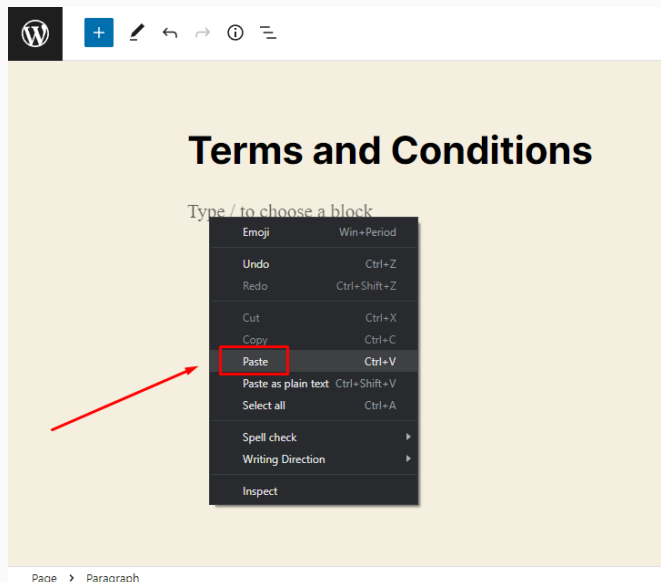 Terms and Conditions
Type / to choose a block
Emoji Win+Period
Undo Ctrl+Z
Redo Ctrl+Shift+Z
Cut Ctrl+X
Copy Ctrl+C
Paste Ctrl+V
Paste as plain text Ctrl+Shift+V
Select all Ctrl+A
Spell check
Writing Direction
Inspect
Page > Paragraph